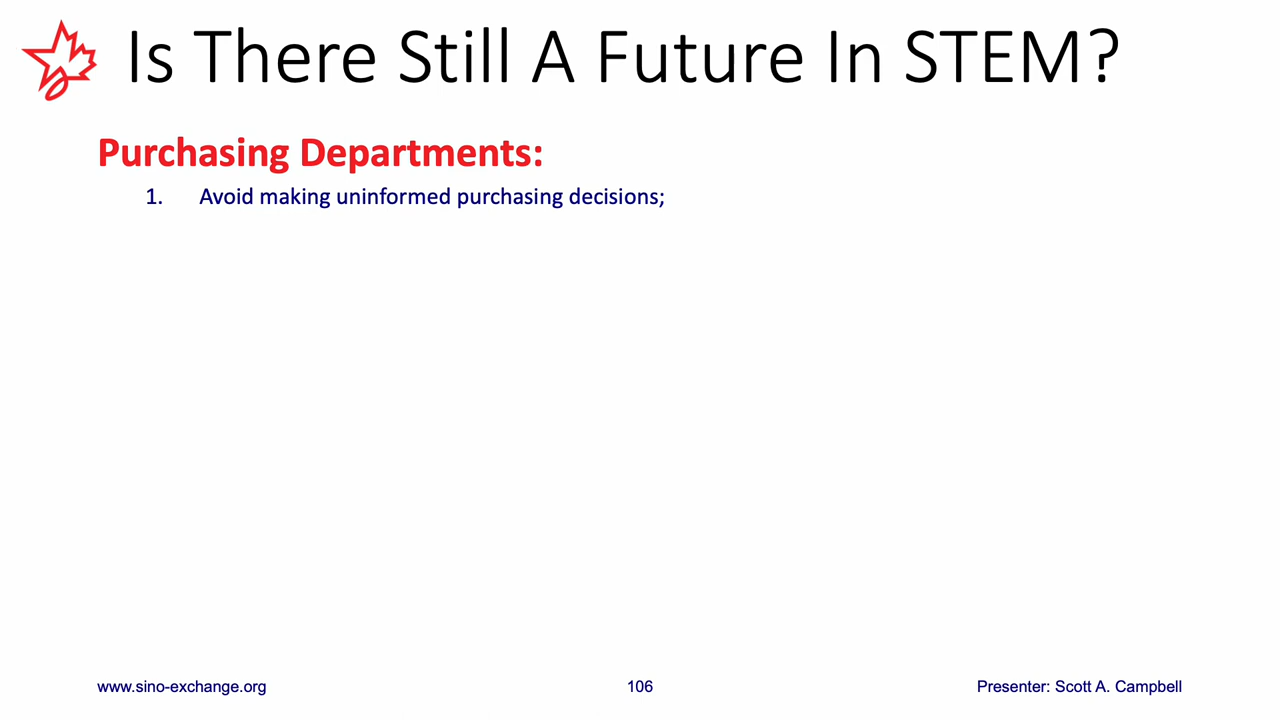 Is There Still A Future In STEM?
Purchasing Departments:
1. Avoid making uninformed purchasing decisions;
www.sino-exchange.org 106 Presenter: Scott A. Campbell